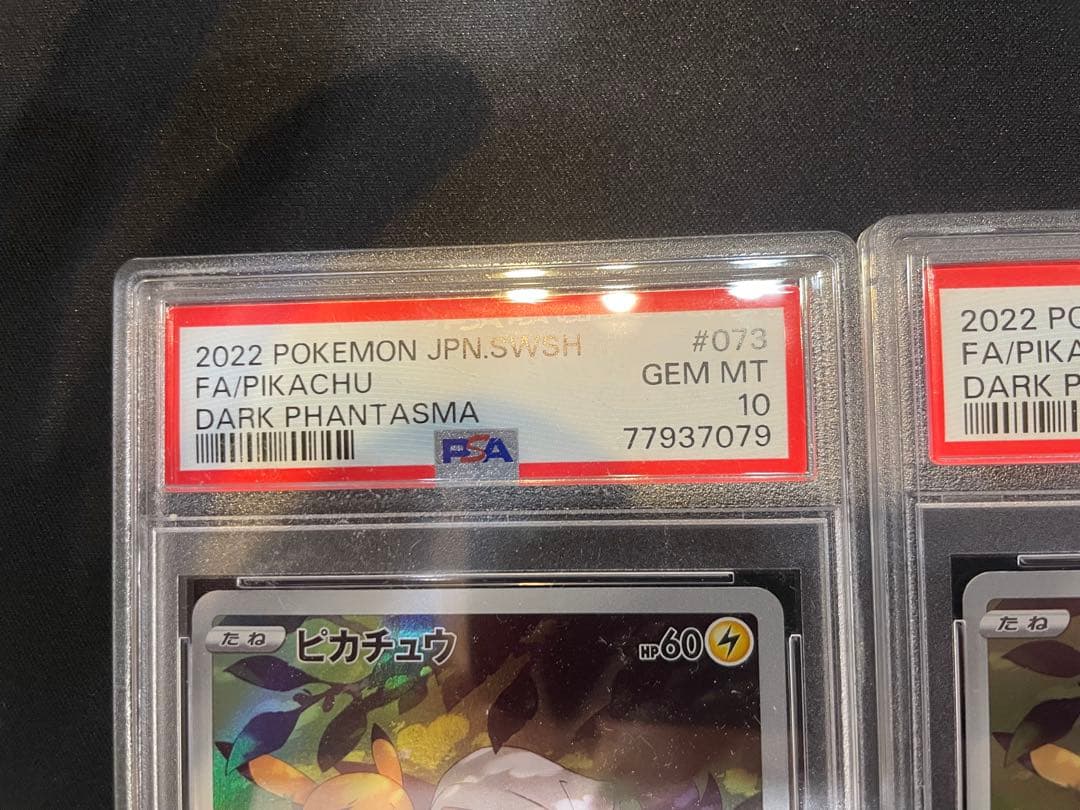 2022 POKEMON JPN.SWSH
#073
FA/PIKACHU
GEM MT
DARK PHANTASMA
10
PSA
77937079
たね
ピカチュウ
HP60
2022 PO
FA/PIKA
DARK P
たね